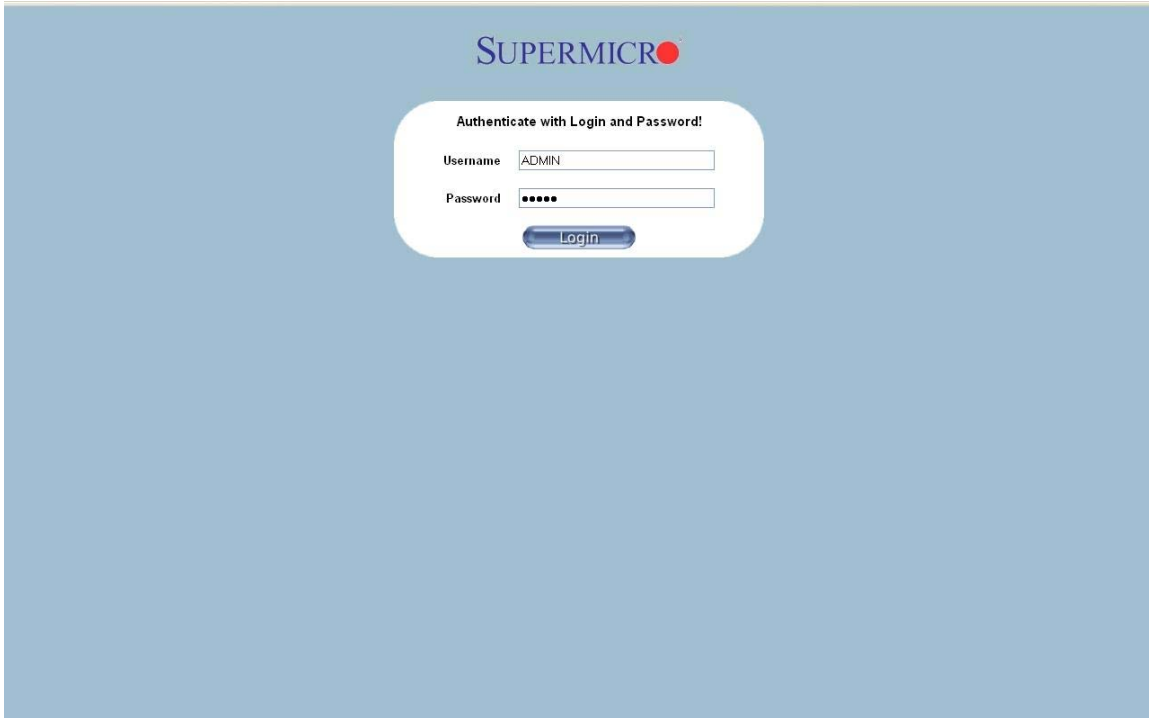 SUPERMICRO
Authenticate with Login and Password!
Username ADMIN
Password •••••
Login